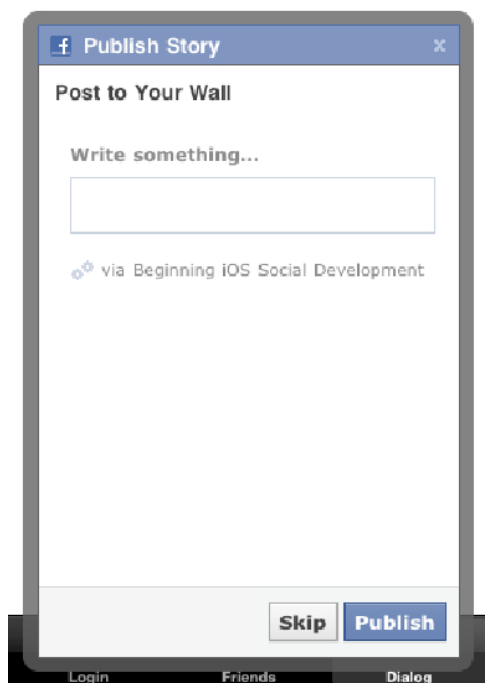 f Publish Story x
Post to Your Wall
Write something...
via Beginning iOS Social Development
Skip Publish
Login Friends Dialog